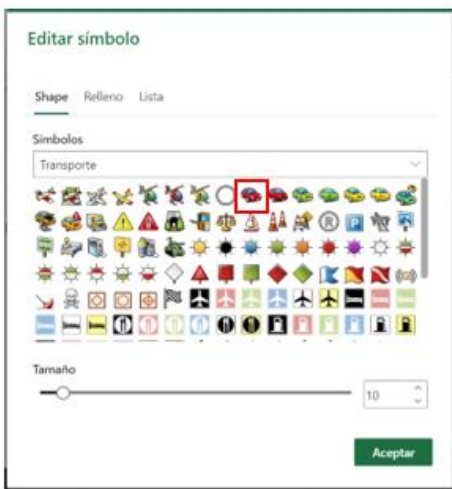 Editar símbolo
Shape Relleno Lista
Símbolos
Transporte
Tamaño
10
Aceptar